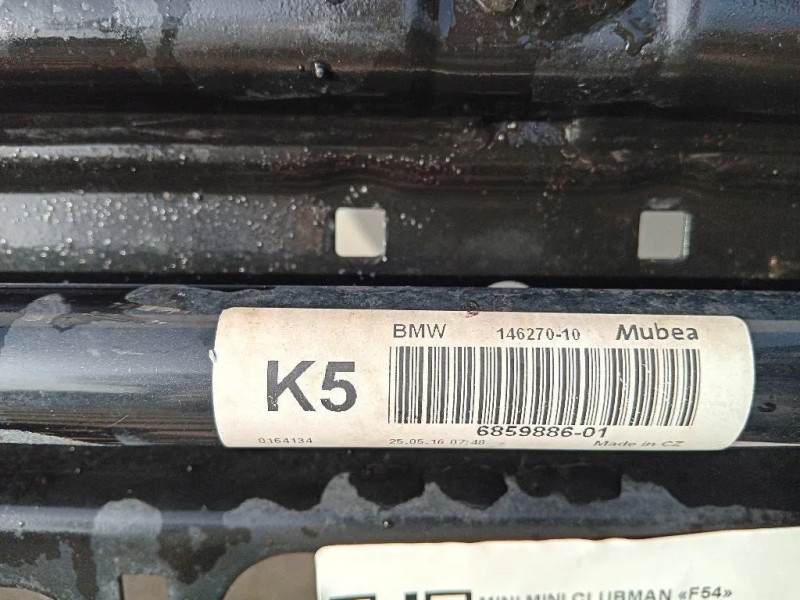 BMW 146270-10 Mubea
K5
6859886-01
0164134 25.05.16 07:48 Made in CZ
MINI MINI CLUBMAN «F54»